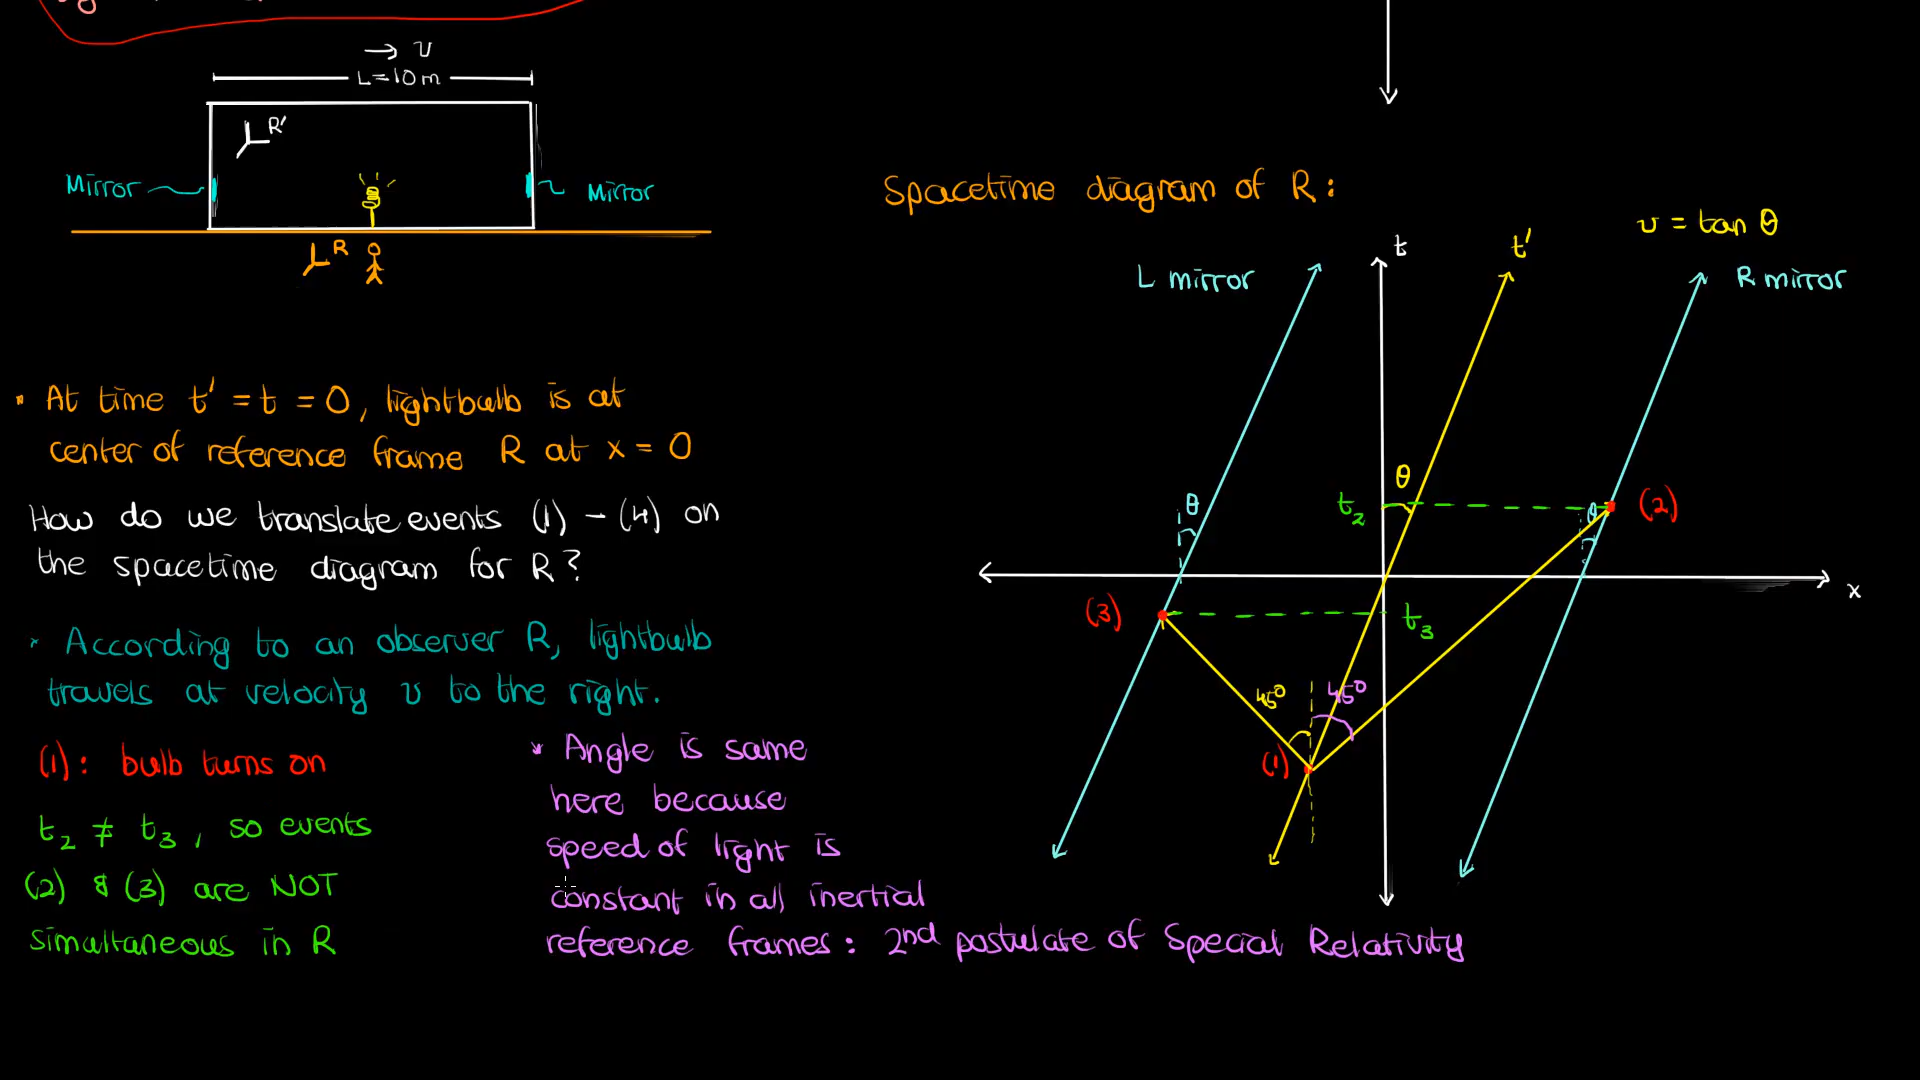 → v
L = 10 m
R'
Mirror
Mirror
R
• At time t' = t = 0, lightbulb is at
center of reference frame R at x = 0
How do we translate events (1) – (4) on
the spacetime diagram for R?
* According to an observer R, lightbulb
travels at velocity v to the right.
(1): bulb turns on
t₂ ≠ t₃, so events
(2) & (3) are NOT
simultaneous in R
* Angle is same
here because
speed of light is
constant in all inertial
reference frames: 2nd postulate of Special Relativity
Spacetime diagram of R:
v = tan θ
t
t'
L mirror
R mirror
θ
θ
t₂
θ
(2)
x
(3)
t₃
45°
45°
(1)